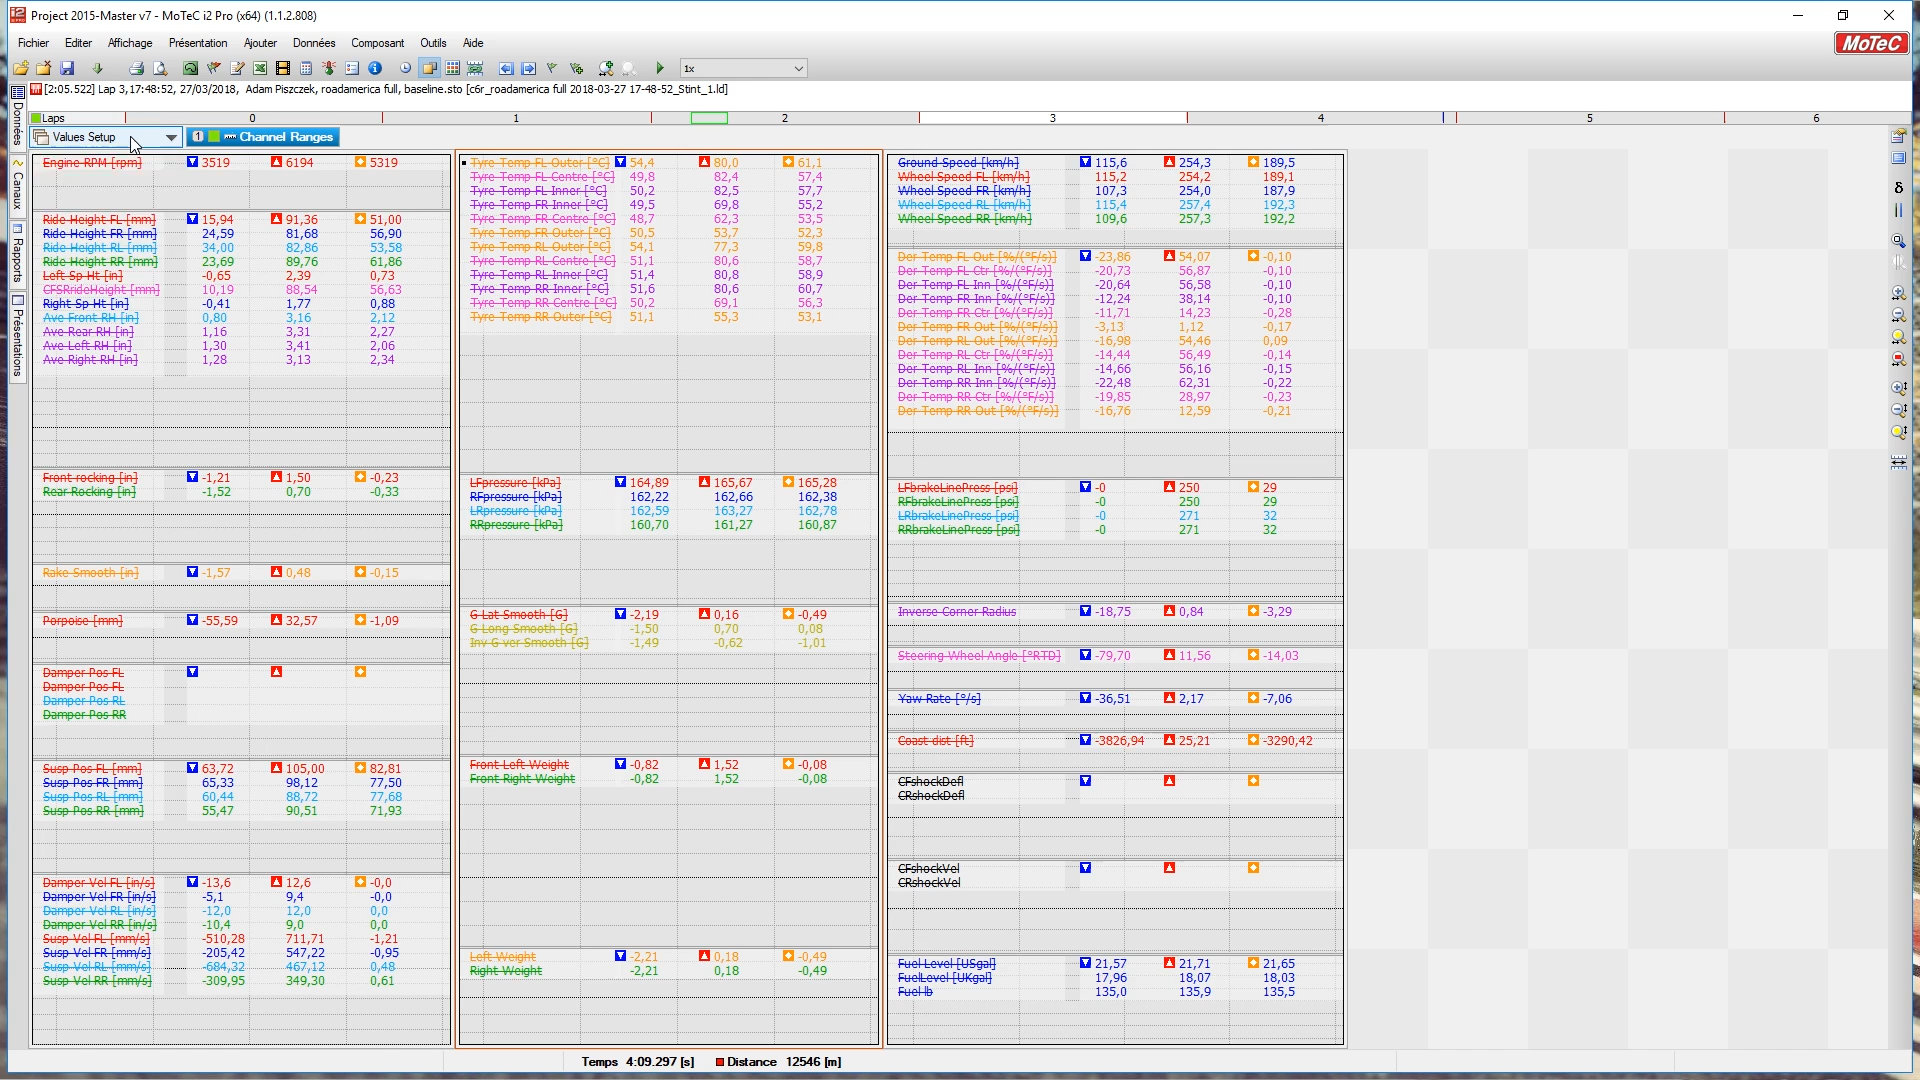 Project 2015-Master v7 - MoTeC i2 Pro (x64) (1.1.2.808)
Fichier Editer Affichage Présentation Ajouter Données Composant Outils Aide
MoTeC
1x
[2:05.522] Lap 3,17:48:52, 27/03/2018, Adam Piszczek, roadamerica full, baseline.sto [c6r_roadamerica full 2018-03-27 17-48-52_Stint_1.ld]
Laps 0 1 2 3 4 5 6
Values Setup 1 Channel Ranges
Données
Canaux
Rapports
Présentations
Engine RPM [rpm] 3519 6194 5319
Ride Height FL [mm] 15,94 91,36 51,00
Ride Height FR [mm] 24,59 81,68 56,90
Ride Height RL [mm] 34,00 82,86 53,58
Ride Height RR [mm] 23,69 89,76 61,86
Left Sp Ht [in] -0,65 2,39 0,73
CFSRrideHeight [mm] 10,19 88,54 56,63
Right Sp Ht [in] -0,41 1,77 0,88
Ave Front RH [in] 0,80 3,16 2,12
Ave Rear RH [in] 1,16 3,31 2,27
Ave Left RH [in] 1,30 3,41 2,06
Ave Right RH [in] 1,28 3,13 2,34
Front rocking [in] -1,21 1,50 -0,23
Rear Rocking [in] -1,52 0,70 -0,33
Rake Smooth [in] -1,57 0,48 -0,15
Porpoise [mm] -55,59 32,57 -1,09
Damper Pos FL
Damper Pos FL
Damper Pos RL
Damper Pos RR
Susp Pos FL [mm] 63,72 105,00 82,81
Susp Pos FR [mm] 65,33 98,12 77,50
Susp Pos RL [mm] 60,44 88,72 77,68
Susp Pos RR [mm] 55,47 90,51 71,93
Damper Vel FL [in/s] -13,6 12,6 -0,0
Damper Vel FR [in/s] -5,1 9,4 -0,0
Damper Vel RL [in/s] -12,0 12,0 0,0
Damper Vel RR [in/s] -10,4 9,0 0,0
Susp Vel FL [mm/s] -510,28 711,71 -1,21
Susp Vel FR [mm/s] -205,42 547,22 -0,95
Susp Vel RL [mm/s] -684,32 467,12 0,48
Susp Vel RR [mm/s] -309,95 349,30 0,61
Tyre Temp FL Outer [°C] 54,4 80,0 61,1
Tyre Temp FL Centre [°C] 49,8 82,4 57,4
Tyre Temp FL Inner [°C] 50,2 82,5 57,7
Tyre Temp FR Inner [°C] 49,5 69,8 55,2
Tyre Temp FR Centre [°C] 48,7 62,3 53,5
Tyre Temp FR Outer [°C] 50,5 53,7 52,3
Tyre Temp RL Outer [°C] 54,1 77,3 59,8
Tyre Temp RL Centre [°C] 51,1 80,6 58,7
Tyre Temp RL Inner [°C] 51,4 80,8 58,9
Tyre Temp RR Inner [°C] 51,6 80,6 60,7
Tyre Temp RR Centre [°C] 50,2 69,1 56,3
Tyre Temp RR Outer [°C] 51,1 55,3 53,1
LFpressure [kPa] 164,89 165,67 165,28
RFpressure [kPa] 162,22 162,66 162,38
LRpressure [kPa] 162,59 163,27 162,78
RRpressure [kPa] 160,70 161,27 160,87
G Lat Smooth [G] -2,19 0,16 -0,49
G Long Smooth [G] -1,50 0,70 0,08
Inv G ver Smooth [G] -1,49 -0,62 -1,01
Front Left Weight -0,82 1,52 -0,08
Front Right Weight -0,82 1,52 -0,08
Left Weight -2,21 0,18 -0,49
Right Weight -2,21 0,18 -0,49
Ground Speed [km/h] 115,6 254,3 189,5
Wheel Speed FL [km/h] 115,2 254,2 189,1
Wheel Speed FR [km/h] 107,3 254,0 187,9
Wheel Speed RL [km/h] 115,4 257,4 192,3
Wheel Speed RR [km/h] 109,6 257,3 192,2
Der Temp FL Out [%/(°F/s)] -23,86 54,07 -0,10
Der Temp FL Ctr [%/(°F/s)] -20,73 56,87 -0,10
Der Temp FL Inn [%/(°F/s)] -20,64 56,58 -0,10
Der Temp FR Inn [%/(°F/s)] -12,24 38,14 -0,10
Der Temp FR Ctr [%/(°F/s)] -11,71 14,23 -0,28
Der Temp FR Out [%/(°F/s)] -3,13 1,12 -0,17
Der Temp RL Out [%/(°F/s)] -16,98 54,46 0,09
Der Temp RL Ctr [%/(°F/s)] -14,44 56,49 -0,14
Der Temp RL Inn [%/(°F/s)] -14,66 56,16 -0,15
Der Temp RR Inn [%/(°F/s)] -22,48 62,31 -0,22
Der Temp RR Ctr [%/(°F/s)] -19,85 28,97 -0,23
Der Temp RR Out [%/(°F/s)] -16,76 12,59 -0,21
LFbrakeLinePress [psi] -0 250 29
RFbrakeLinePress [psi] -0 250 29
LRbrakeLinePress [psi] -0 271 32
RRbrakeLinePress [psi] -0 271 32
Inverse Corner Radius -18,75 0,84 -3,29
Steering Wheel Angle [°RTD] -79,70 11,56 -14,03
Yaw Rate [°/s] -36,51 2,17 -7,06
Coast dist [ft] -3826,94 25,21 -3290,42
CFshockDefl
CRshockDefl
CFshockVel
CRshockVel
Fuel Level [USgal] 21,57 21,71 21,65
FuelLevel [UKgal] 17,96 18,07 18,03
Fuel lb 135,0 135,9 135,5
Temps 4:09.297 [s] Distance 12546 [m]